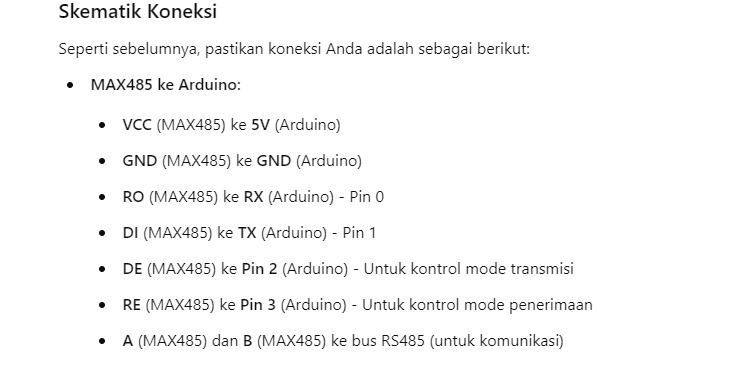 Skematik Koneksi
Seperti sebelumnya, pastikan koneksi Anda adalah sebagai berikut:
• MAX485 ke Arduino:
• VCC (MAX485) ke 5V (Arduino)
• GND (MAX485) ke GND (Arduino)
• RO (MAX485) ke RX (Arduino) - Pin 0
• DI (MAX485) ke TX (Arduino) - Pin 1
• DE (MAX485) ke Pin 2 (Arduino) - Untuk kontrol mode transmisi
• RE (MAX485) ke Pin 3 (Arduino) - Untuk kontrol mode penerimaan
• A (MAX485) dan B (MAX485) ke bus RS485 (untuk komunikasi)